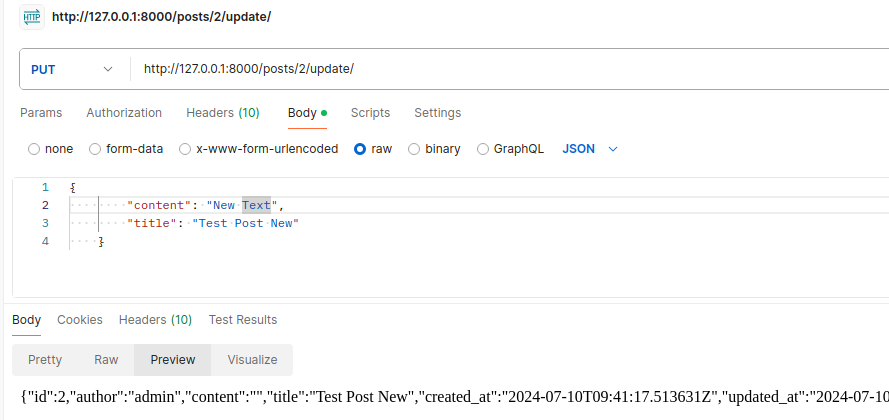 HTTP http://127.0.0.1:8000/posts/2/update/
PUT http://127.0.0.1:8000/posts/2/update/
Params Authorization Headers (10) Body Scripts Settings
none form-data x-www-form-urlencoded raw binary GraphQL JSON
1 {
2 "content": "New Text",
3 "title": "Test Post New"
4 }
Body Cookies Headers (10) Test Results
Pretty Raw Preview Visualize
{"id":2,"author":"admin","content":"","title":"Test Post New","created_at":"2024-07-10T09:41:17.513631Z","updated_at":"2024-07-10